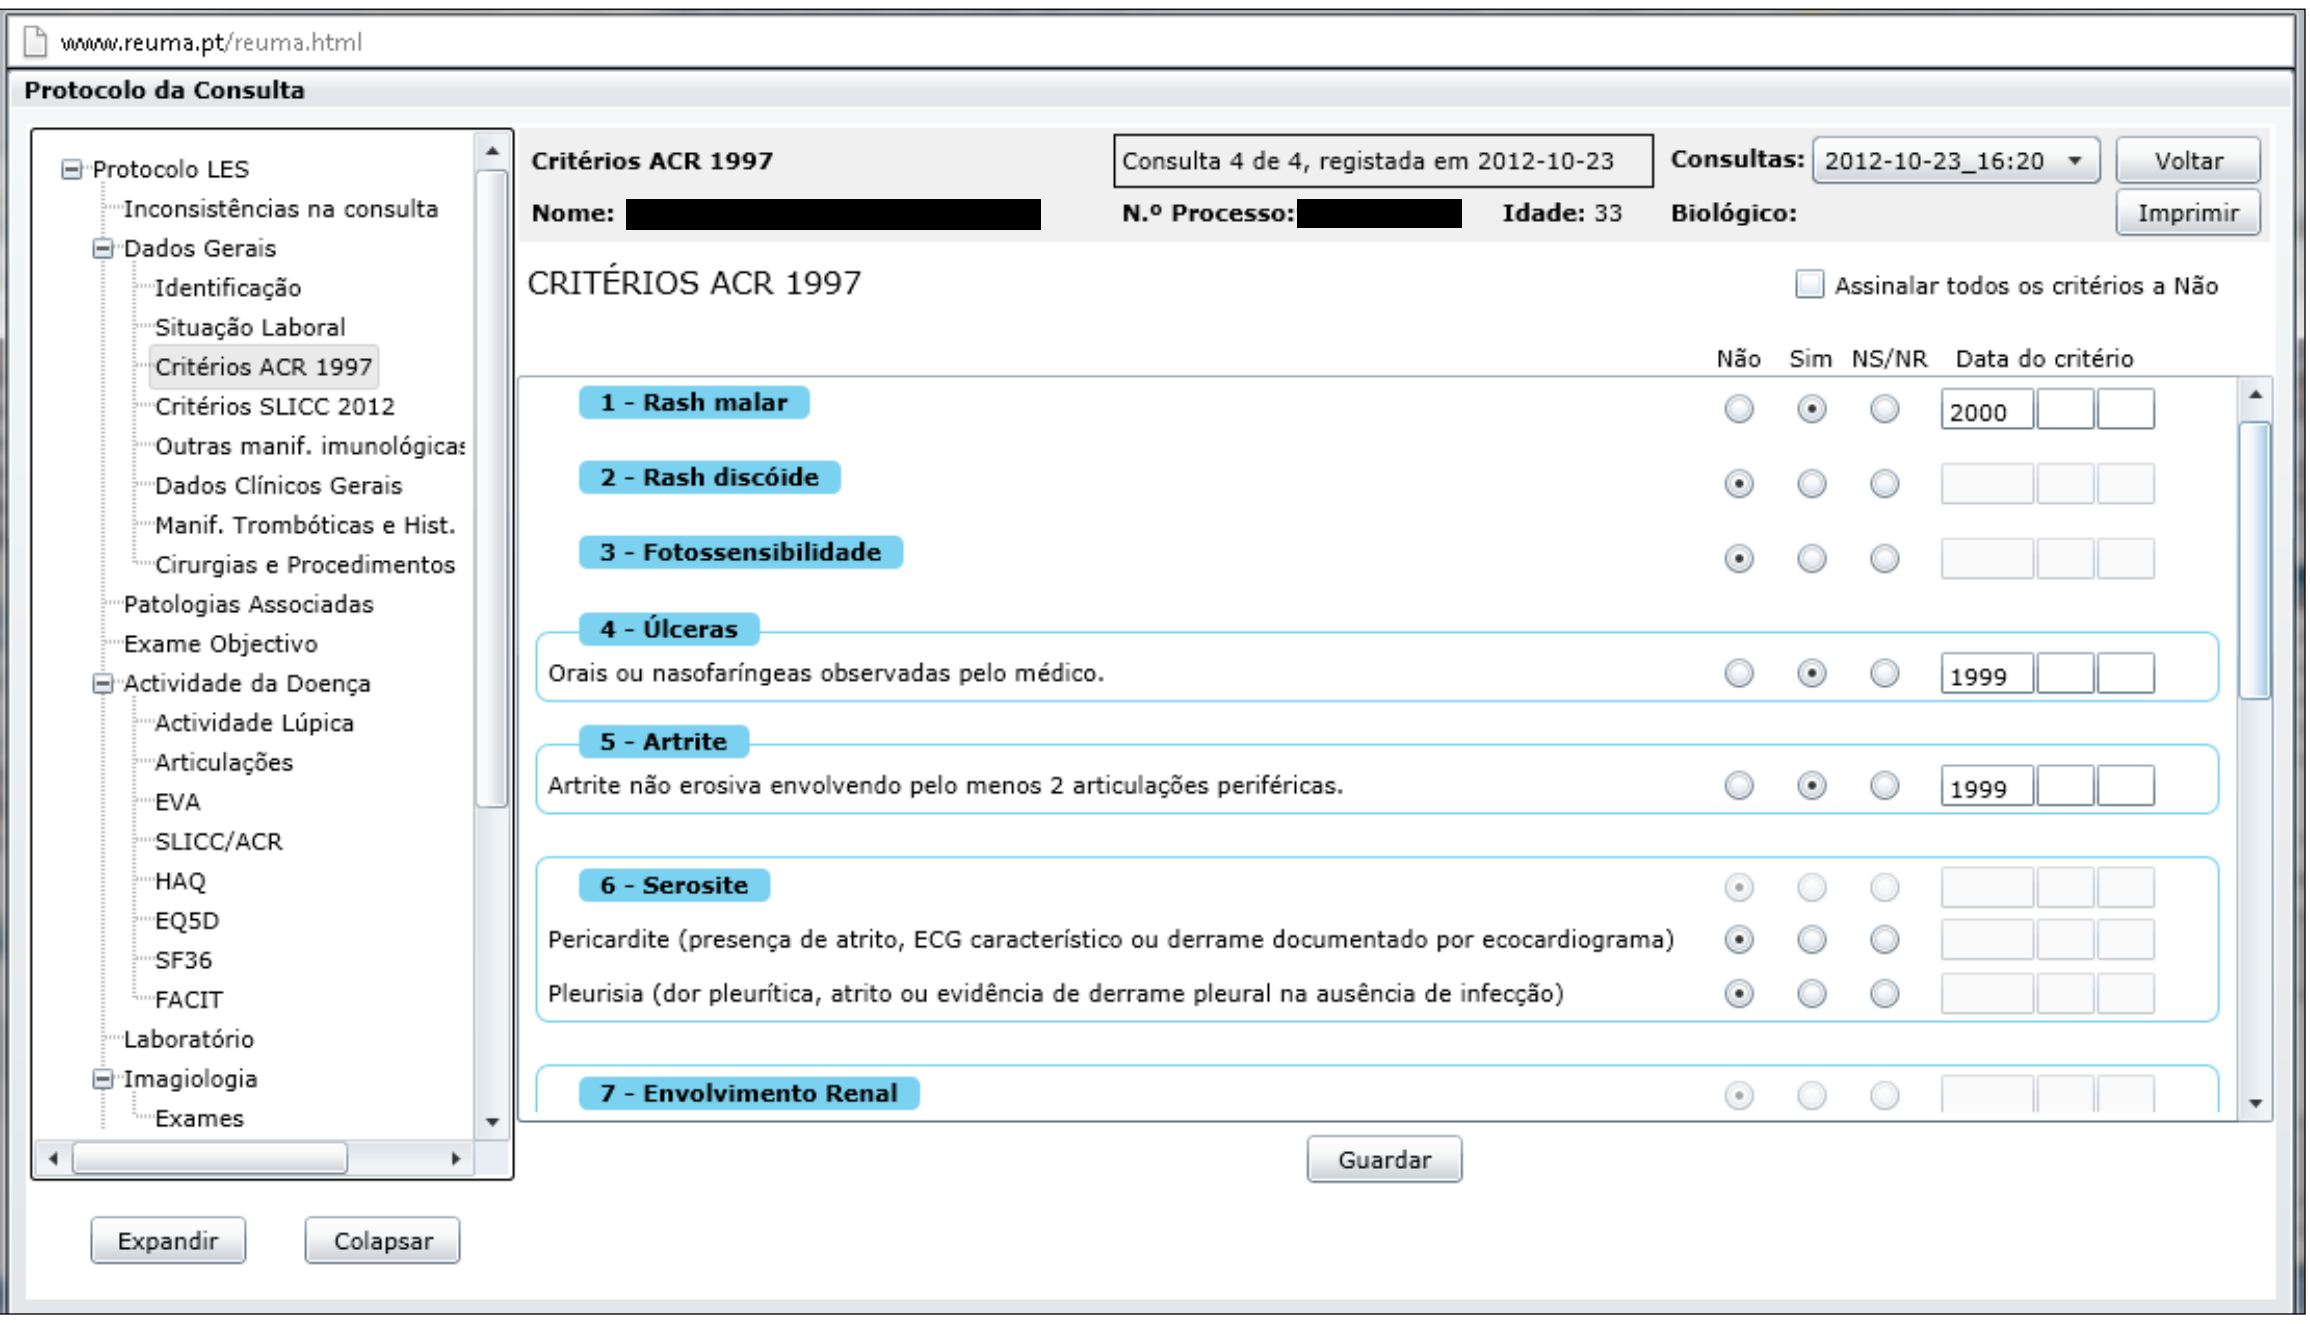 www.reuma.pt/reuma.html
Protocolo da Consulta
Protocolo LES
Inconsistências na consulta
Dados Gerais
Identificação
Situação Laboral
Critérios ACR 1997
Critérios SLICC 2012
Outras manif. imunológicas
Dados Clínicos Gerais
Manif. Trombóticas e Hist.
Cirurgias e Procedimentos
Patologias Associadas
Exame Objectivo
Actividade da Doença
Actividade Lúpica
Articulações
EVA
SLICC/ACR
HAQ
EQ5D
SF36
FACIT
Laboratório
Imagiologia
Exames
Expandir Colapsar
Critérios ACR 1997 Consulta 4 de 4, registada em 2012-10-23 Consultas: 2012-10-23_16:20 Voltar
Nome: N.º Processo: Idade: 33 Biológico: Imprimir
CRITÉRIOS ACR 1997 Assinalar todos os critérios a Não
Não Sim NS/NR Data do critério
1 - Rash malar 2000
2 - Rash discóide
3 - Fotossensibilidade
4 - Úlceras
Orais ou nasofaríngeas observadas pelo médico. 1999
5 - Artrite
Artrite não erosiva envolvendo pelo menos 2 articulações periféricas. 1999
6 - Serosite
Pericardite (presença de atrito, ECG característico ou derrame documentado por ecocardiograma)
Pleurisia (dor pleurítica, atrito ou evidência de derrame pleural na ausência de infecção)
7 - Envolvimento Renal
Guardar